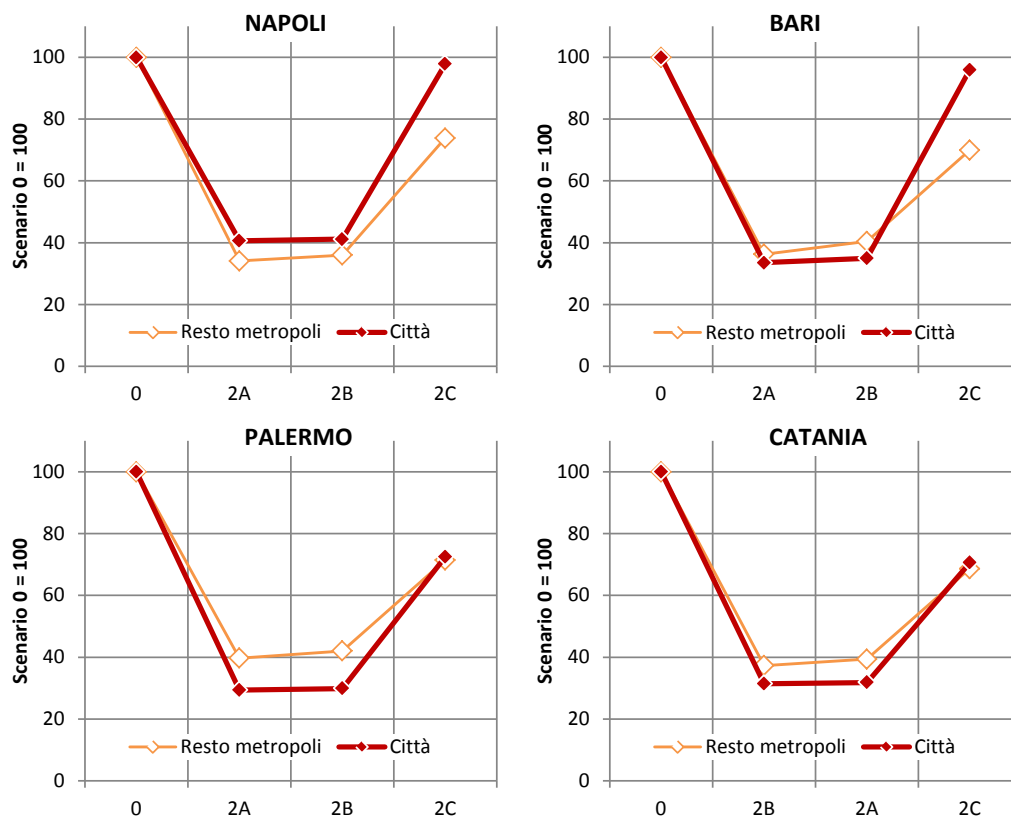 NAPOLI
Scenario 0 = 100
100
80
60
40
20
0
Resto metropoli Città
0 2A 2B 2C
BARI
Scenario 0 = 100
100
80
60
40
20
0
Resto metropoli Città
0 2A 2B 2C
PALERMO
Scenario 0 = 100
100
80
60
40
20
0
Resto metropoli Città
0 2A 2B 2C
CATANIA
Scenario 0 = 100
100
80
60
40
20
0
Resto metropoli Città
0 2B 2A 2C